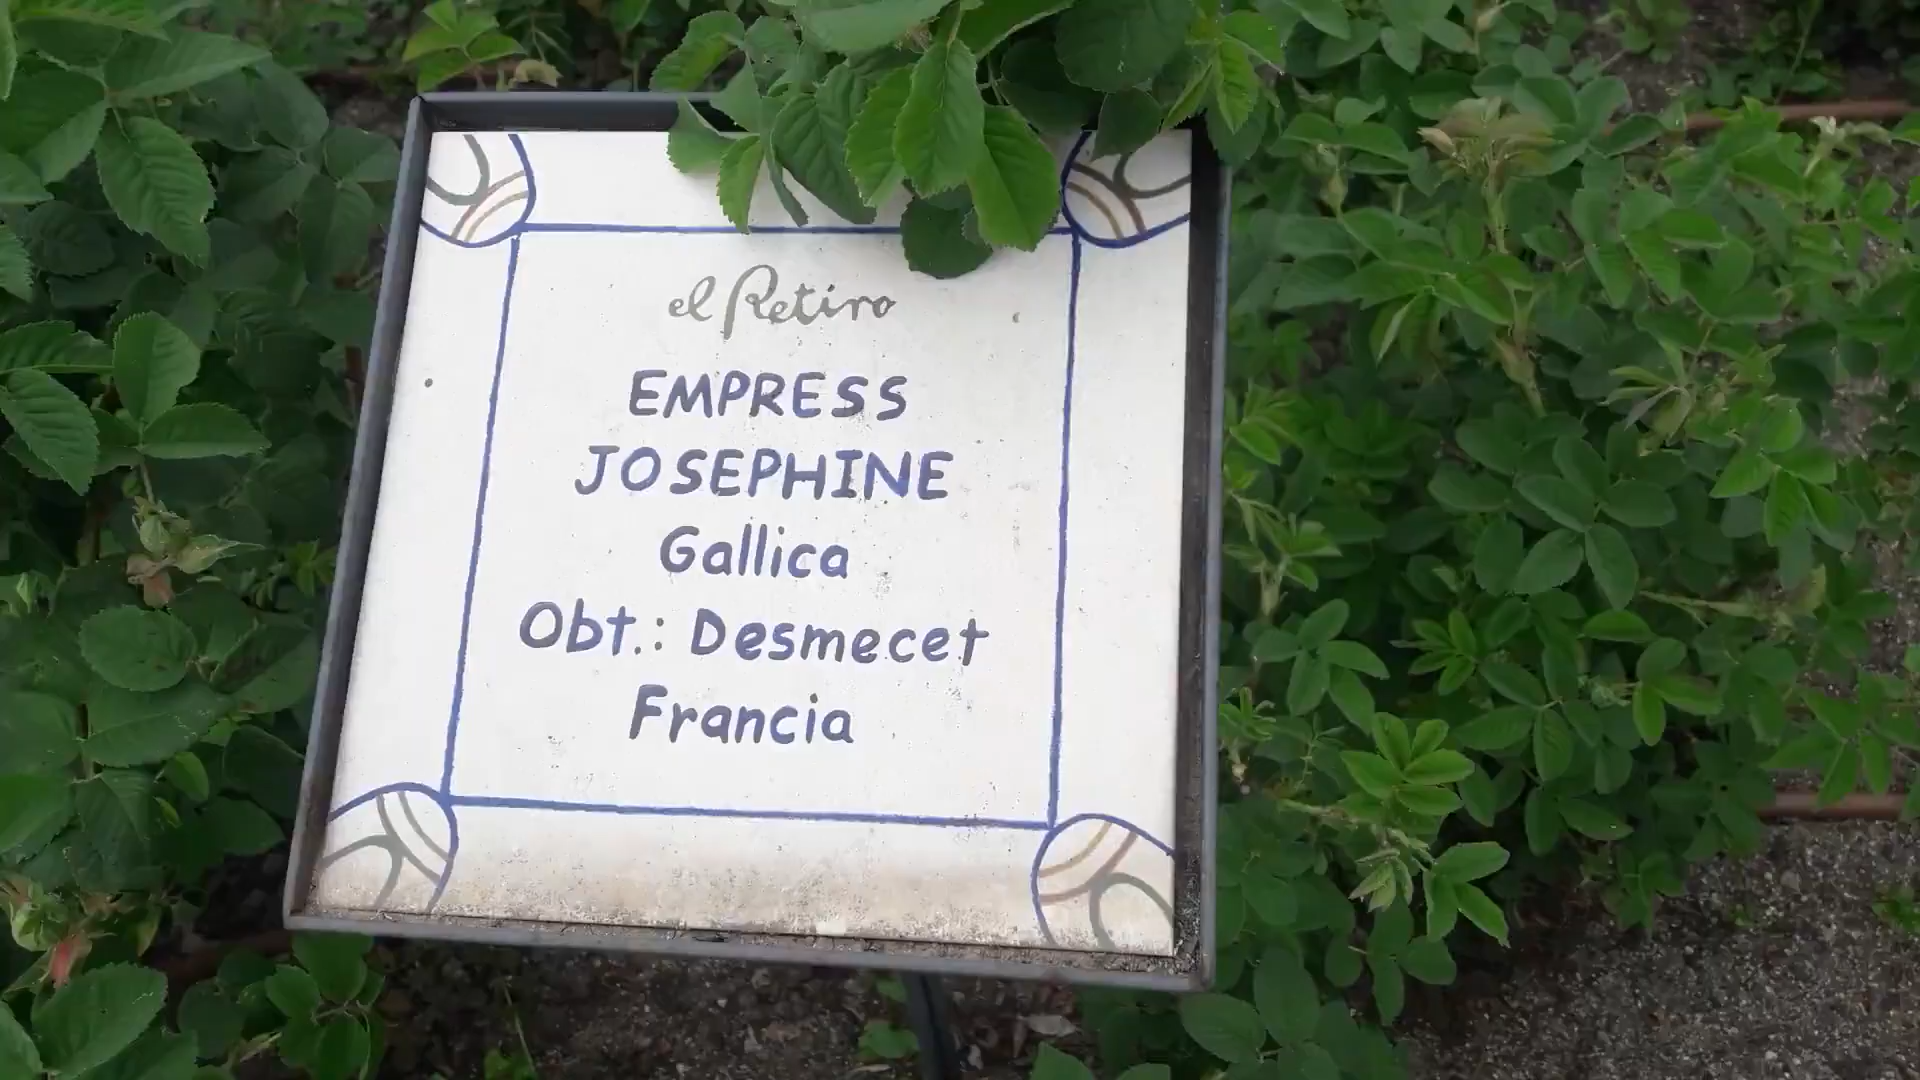 el Retiro
EMPRESS
JOSEPHINE
Gallica
Obt.: Desmecet
Francia